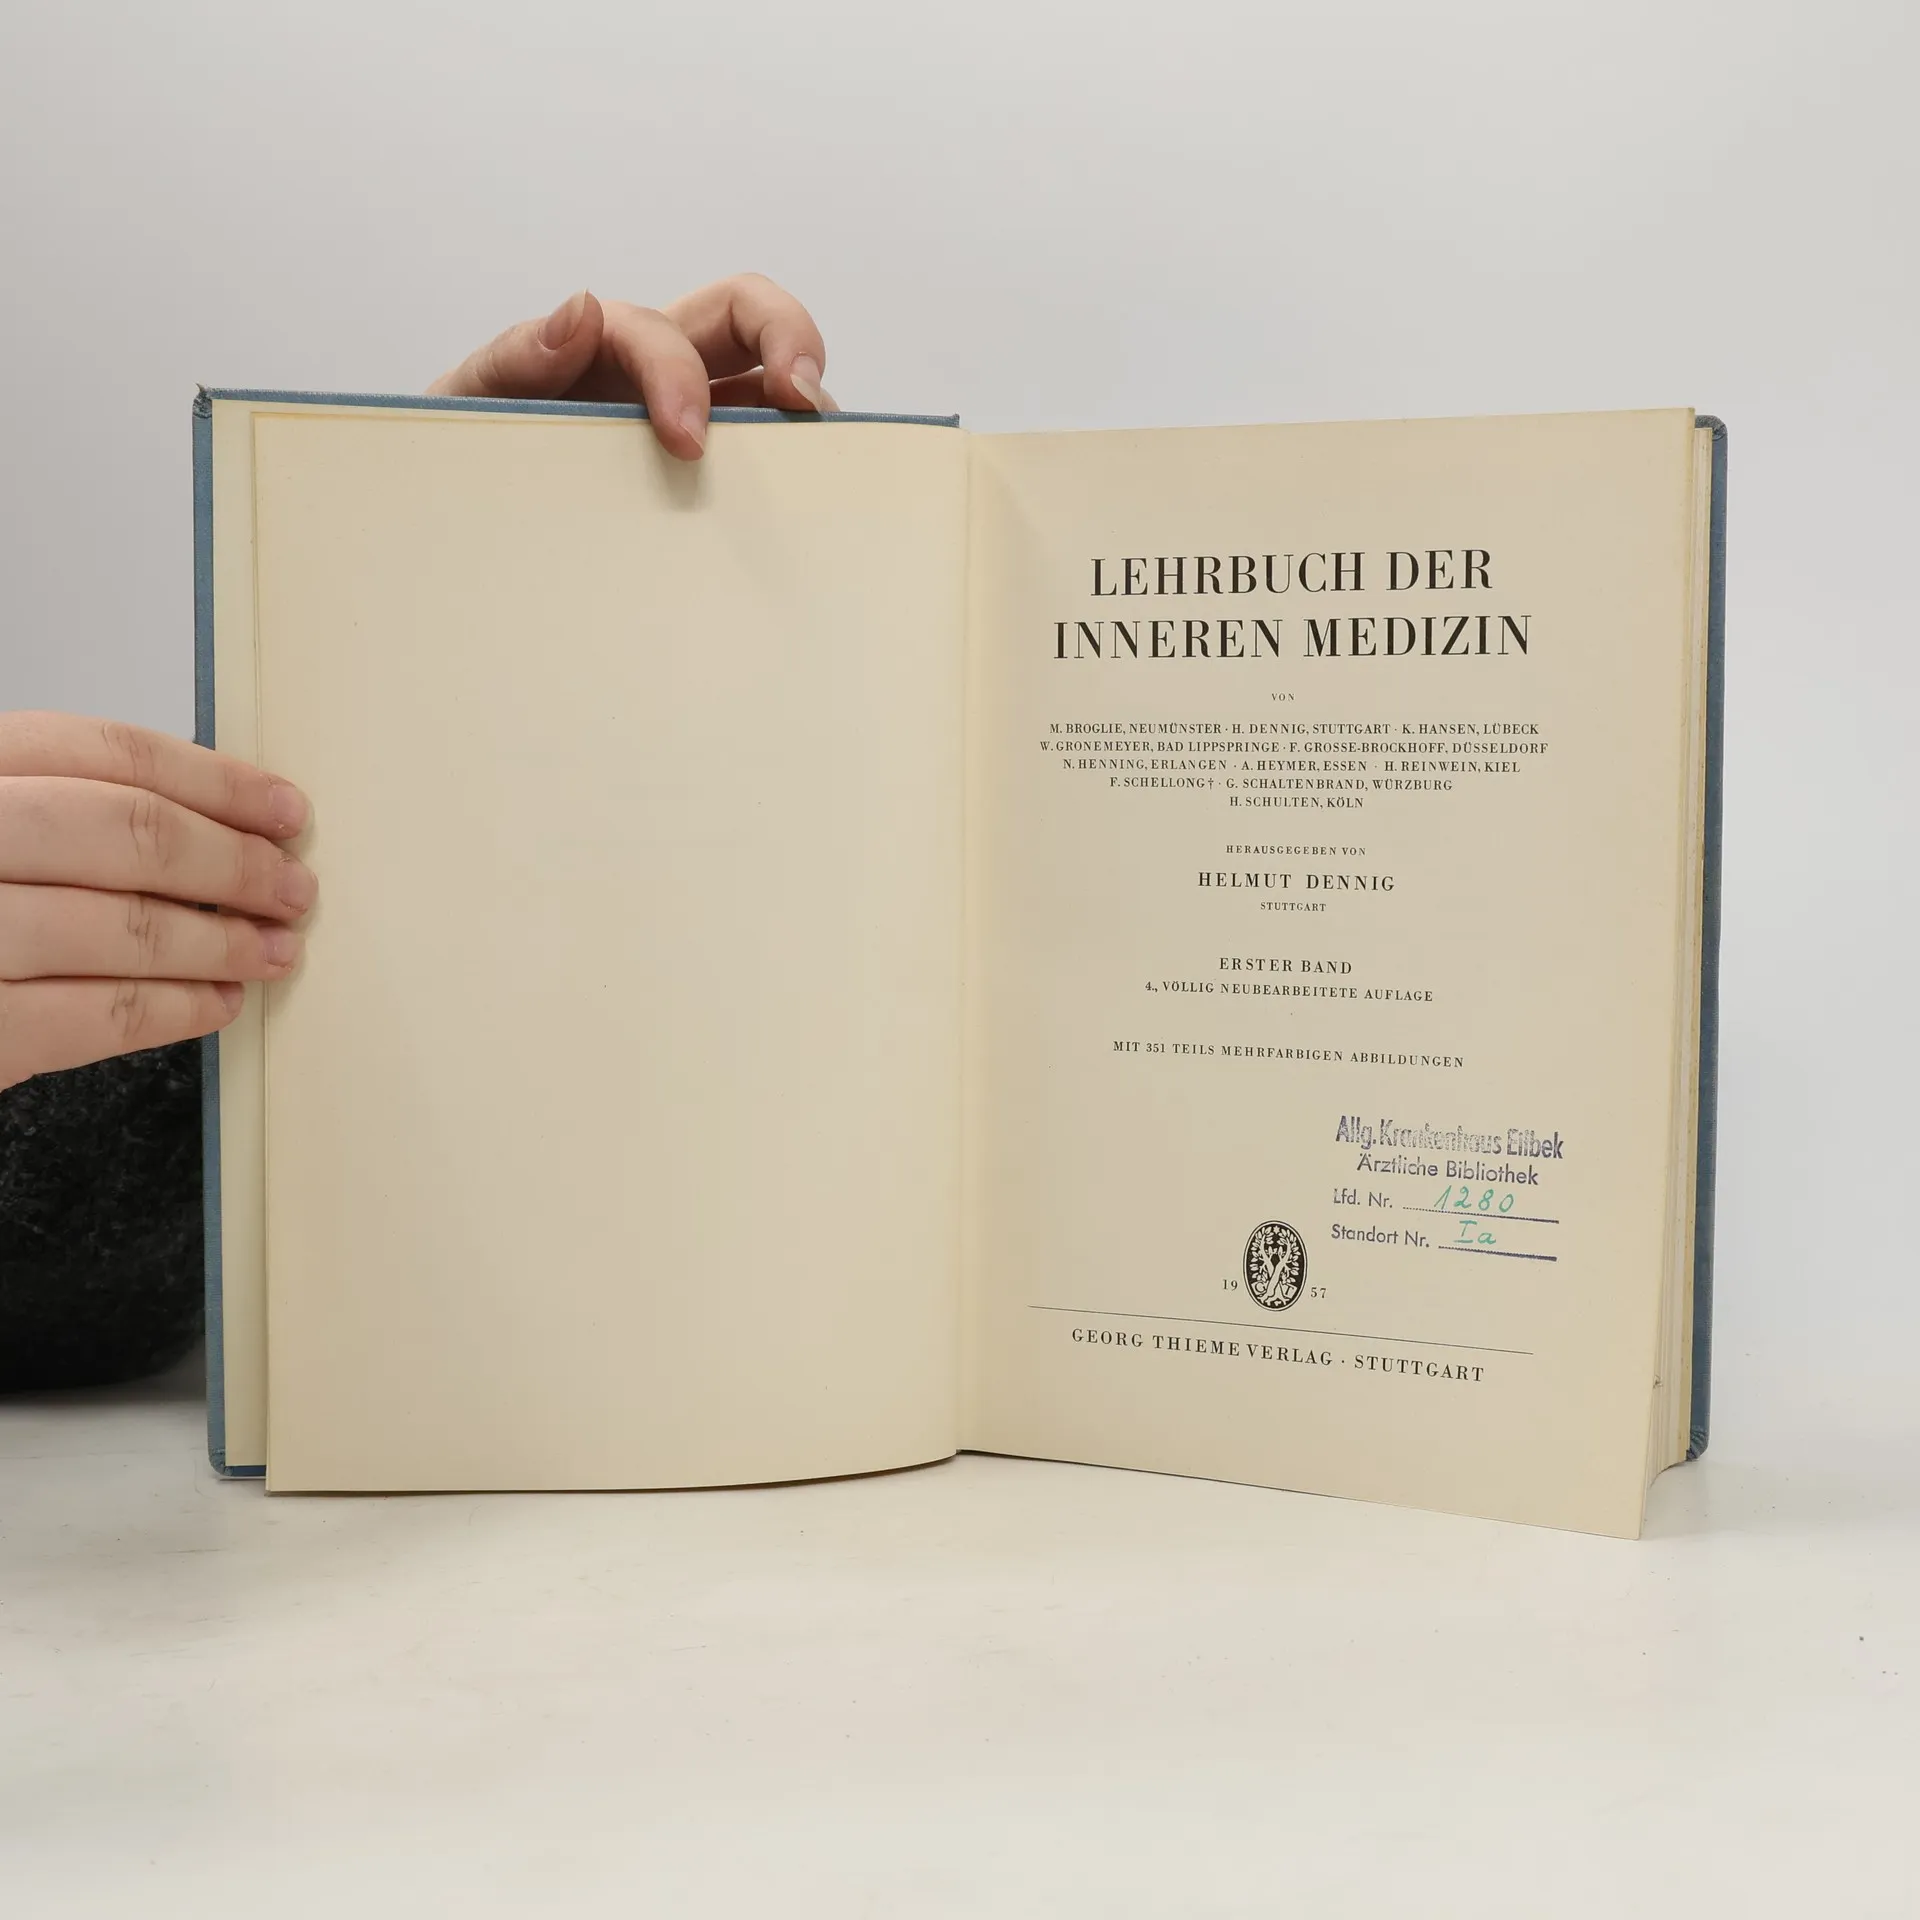 LEHRBUCH DER
INNEREN MEDIZIN
VON
M. BROGLIE, NEUMÜNSTER · H. DENNIG, STUTTGART · K. HANSEN, LÜBECK
W. GRONEMEYER, BAD LIPPSPRINGE · F. GROSSE-BROCKHOFF, DÜSSELDORF
N. HENNING, ERLANGEN · A. HEYMER, ESSEN · H. REINWEIN, KIEL
F. SCHELLONG † · G. SCHALTENBRAND, WÜRZBURG
H. SCHULTEN, KÖLN
HERAUSGEGEBEN VON
HELMUT DENNIG
STUTTGART
ERSTER BAND
4., VÖLLIG NEUBEARBEITETE AUFLAGE
MIT 351 TEILS MEHRFARBIGEN ABBILDUNGEN
Allg. Krankenhaus Eilbek
Ärztliche Bibliothek
Lfd. Nr. 1280
Standort Nr. Ia
19 57
GEORG THIEME VERLAG · STUTTGART